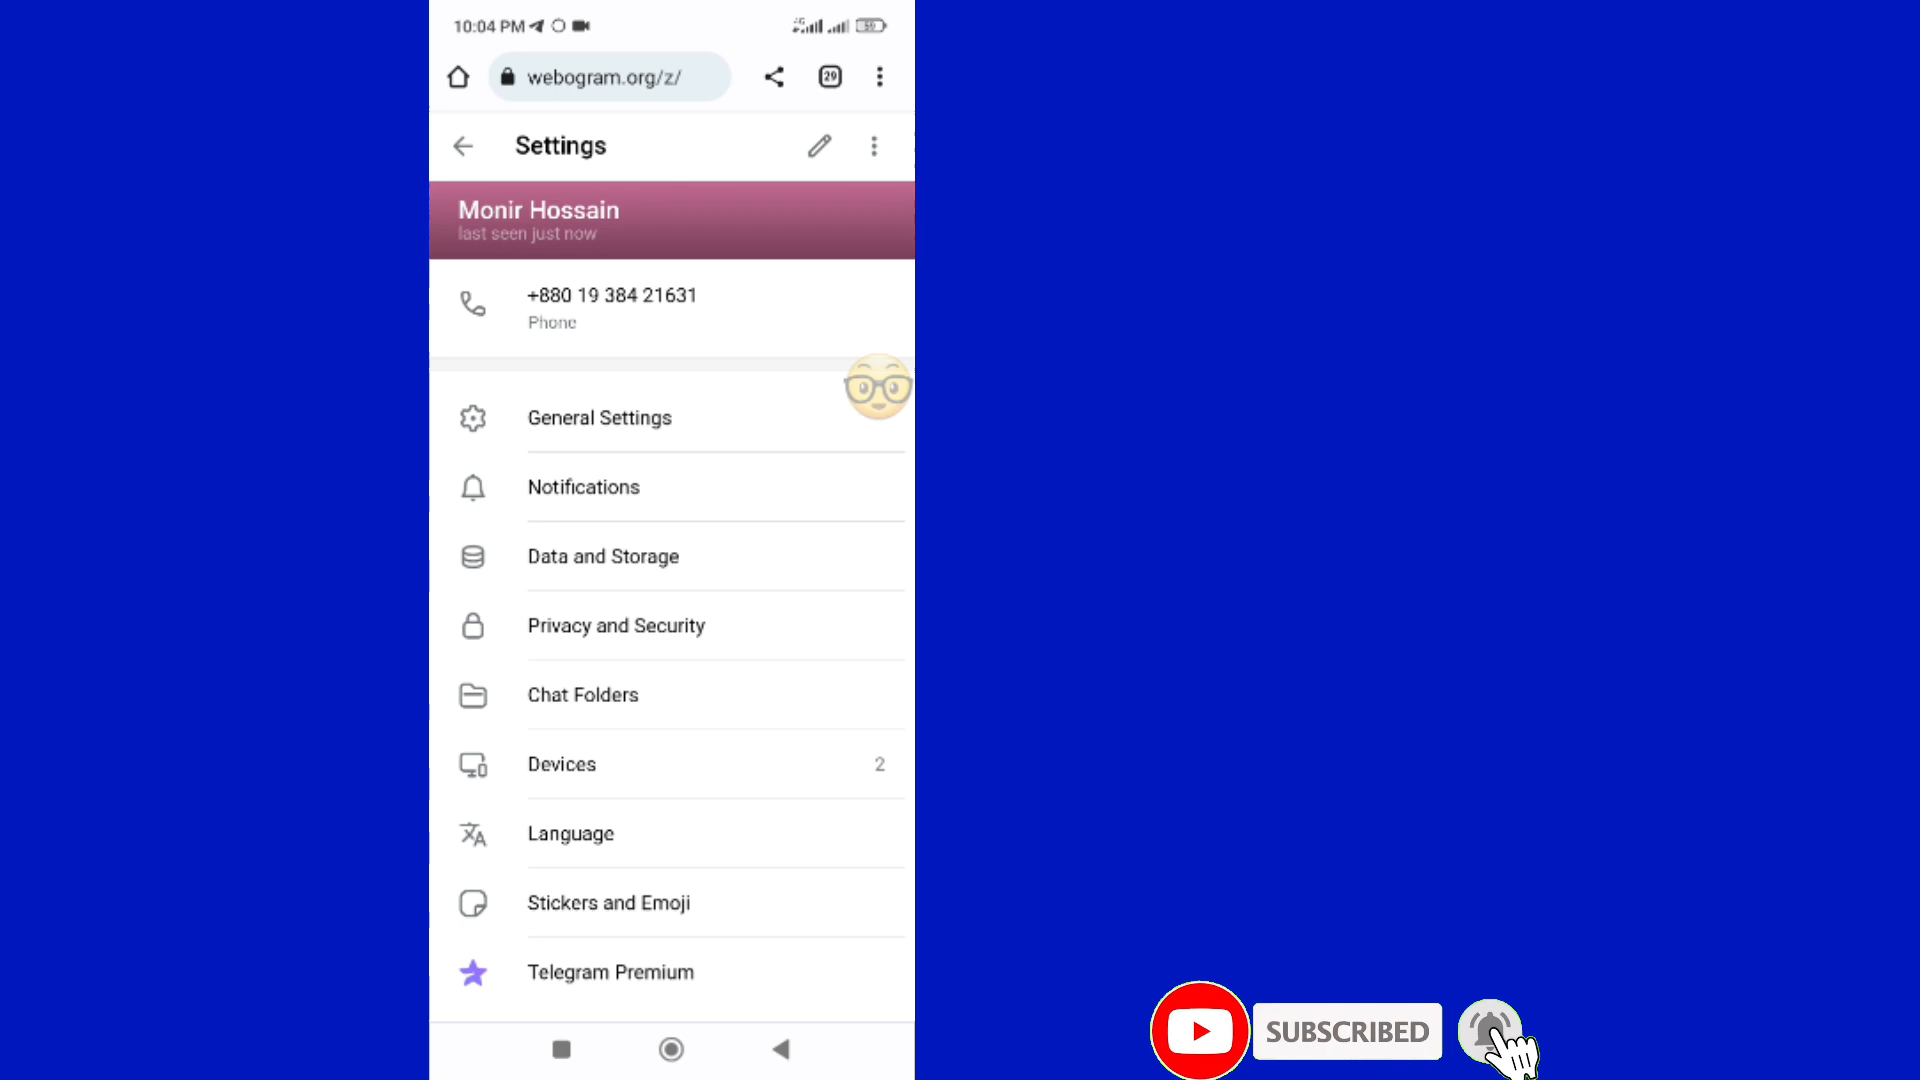 10:04 PM
webogram.org/z/
29
Settings
Monir Hossain
last seen just now
+880 19 384 21631
Phone
General Settings
Notifications
Data and Storage
Privacy and Security
Chat Folders
Devices 2
Language
Stickers and Emoji
Telegram Premium
SUBSCRIBED